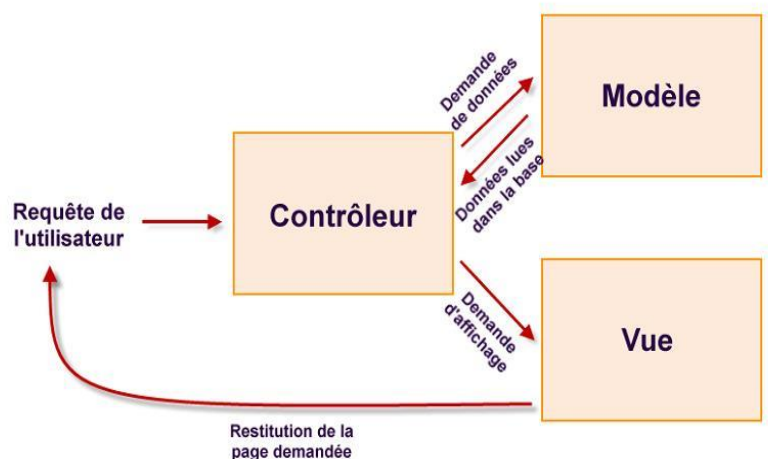 Requête de
l'utilisateur
Contrôleur
Demande
de données
Modèle
Données lues
dans la base
Demande
d'affichage
Vue
Restitution de la
page demandée